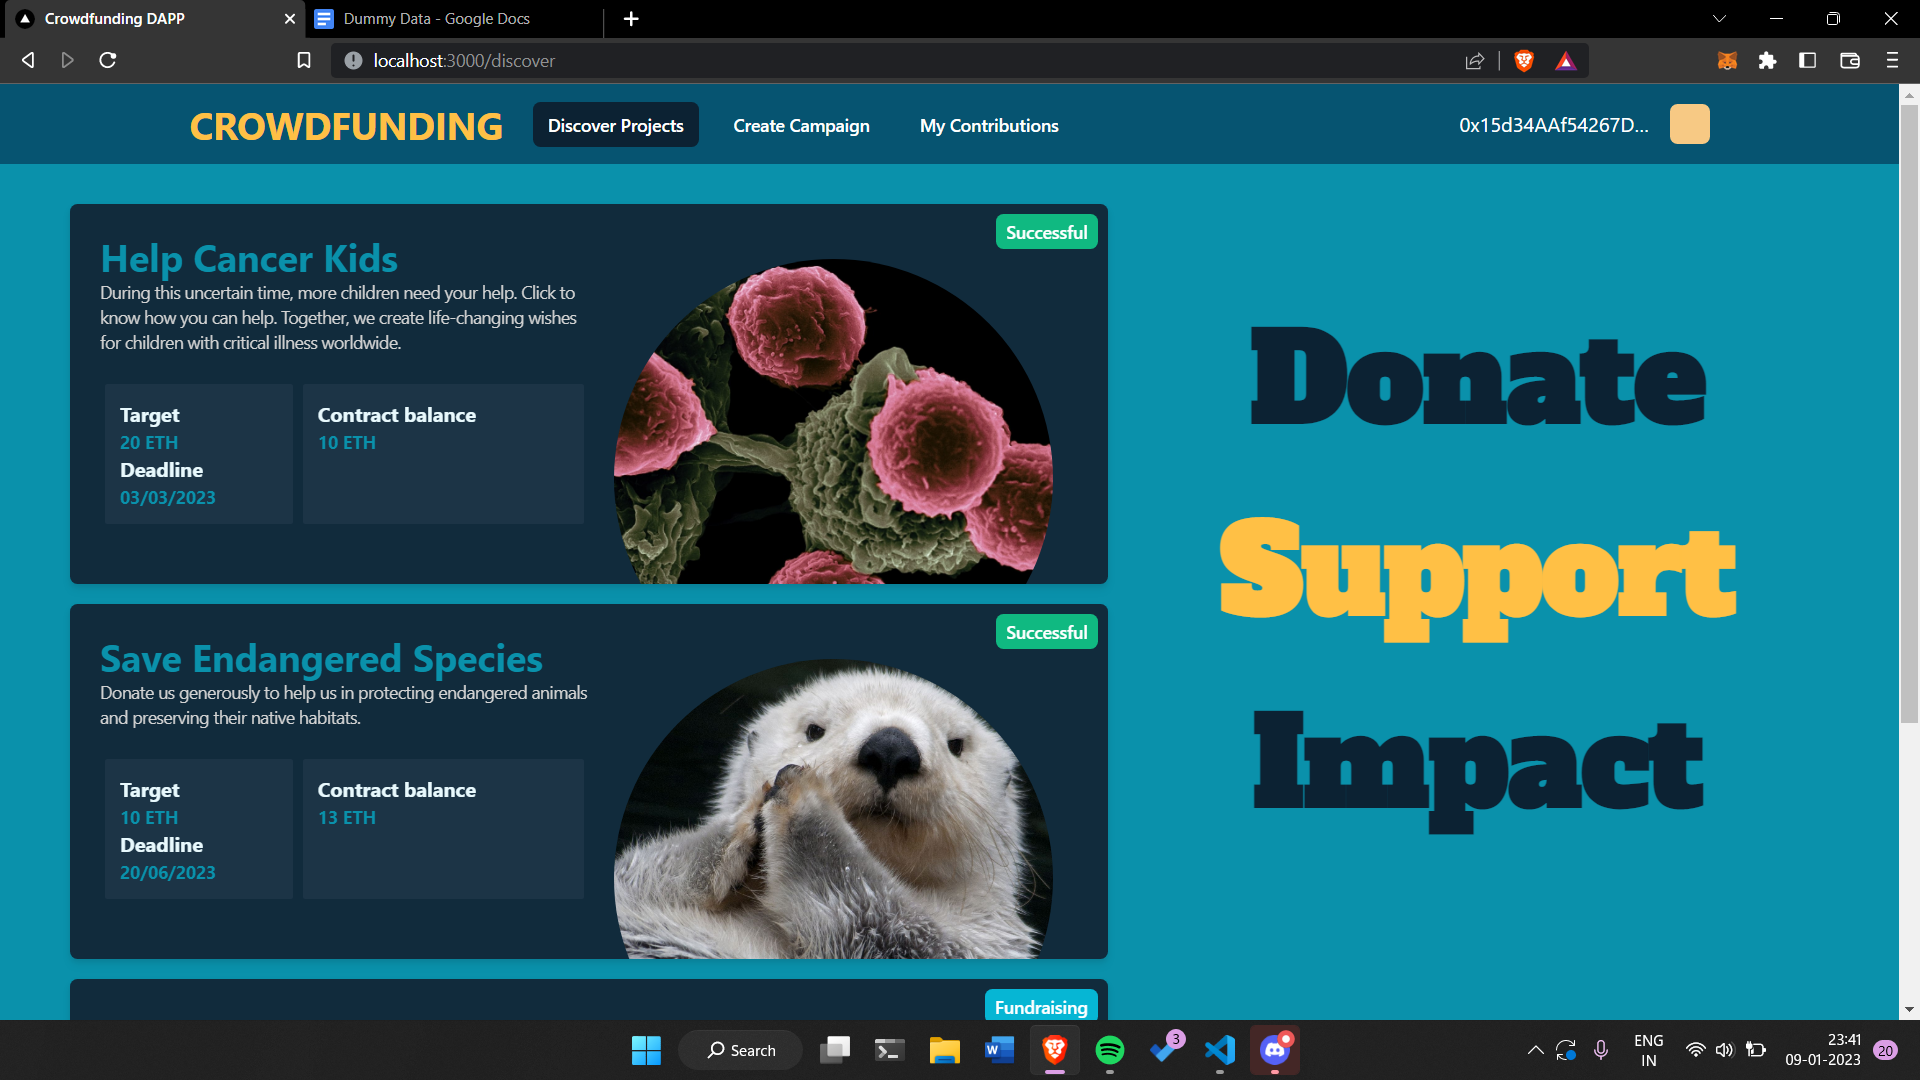 Crowdfunding DAPP
Dummy Data - Google Docs
localhost:3000/discover
CROWDFUNDING
Discover Projects
Create Campaign
My Contributions
0x15d34AAf54267D...
Successful
Help Cancer Kids
During this uncertain time, more children need your help. Click to
know how you can help. Together, we create life-changing wishes
for children with critical illness worldwide.
Target
20 ETH
Deadline
03/03/2023
Contract balance
10 ETH
Successful
Save Endangered Species
Donate us generously to help us in protecting endangered animals
and preserving their native habitats.
Target
10 ETH
Deadline
20/06/2023
Contract balance
13 ETH
Fundraising
Donate
Support
Impact
Search
W
3
ENG
IN
23:41
09-01-2023
20